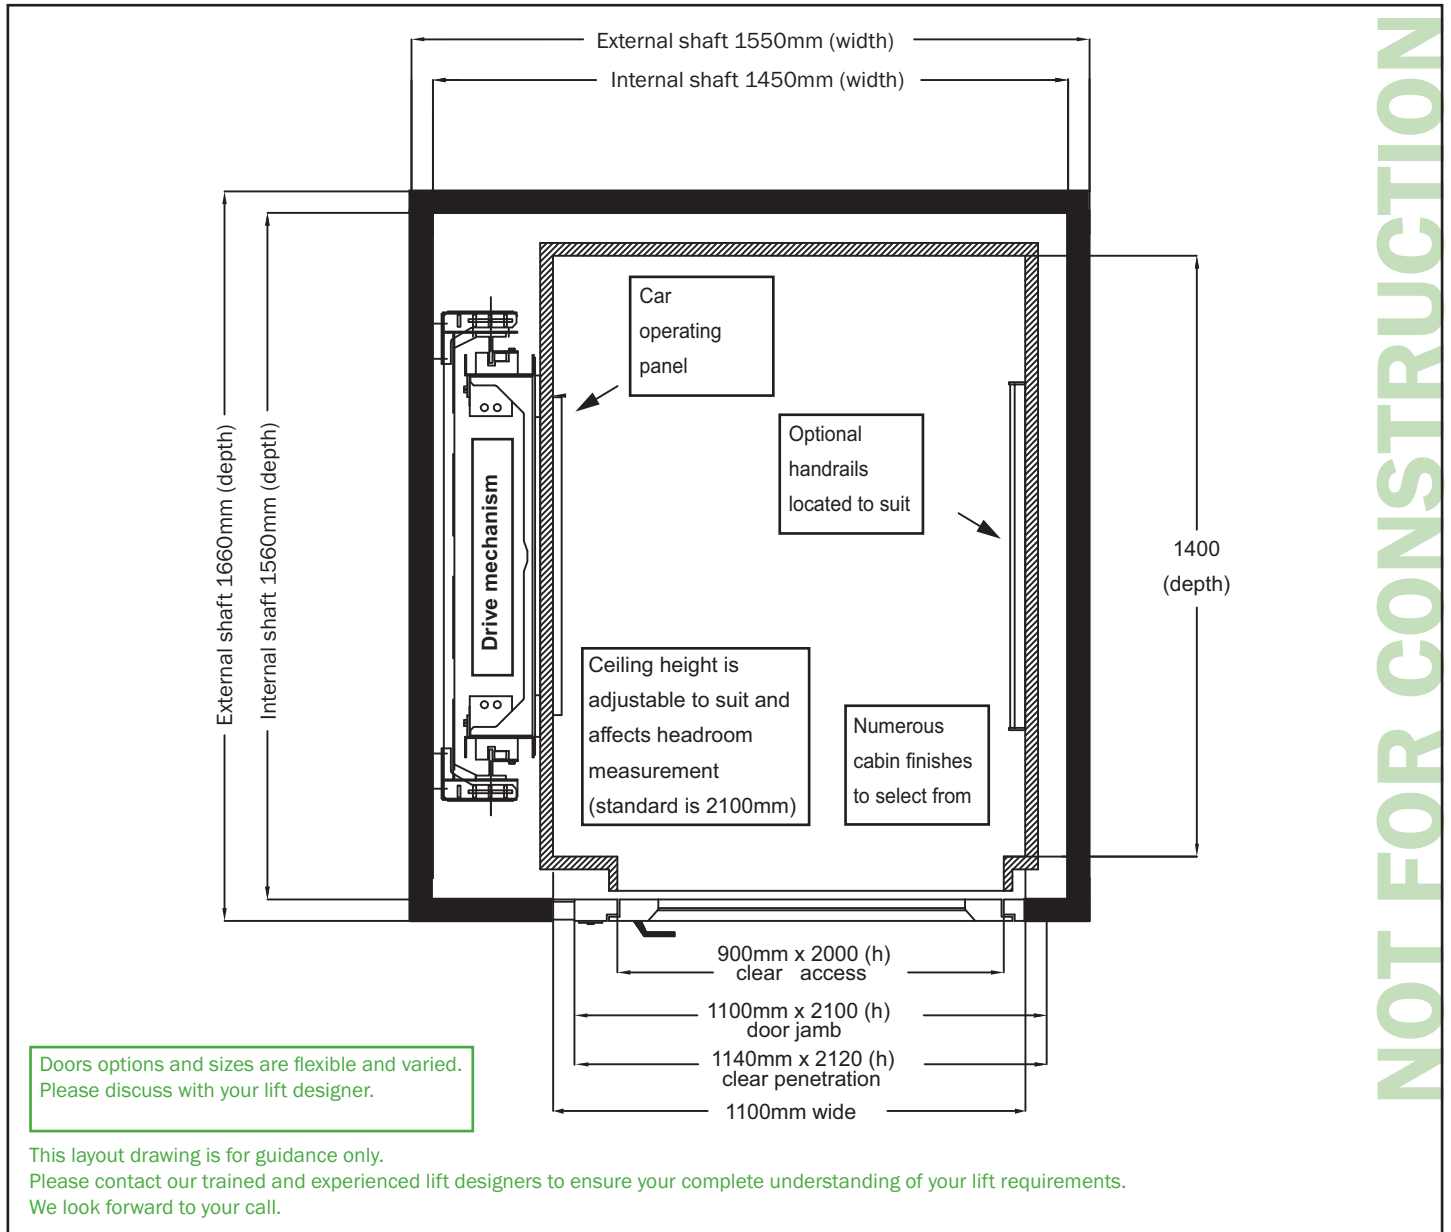 External shaft 1550mm (width)
Internal shaft 1450mm (width)
NOT FOR CONSTRUCTION
External shaft 1660mm (depth)
Internal shaft 1560mm (depth)
Car
operating
panel
Optional
handrails
located to suit
Drive mechanism
1400
(depth)
Ceiling height is
adjustable to suit and
affects headroom
measurement
(standard is 2100mm)
Numerous
cabin finishes
to select from
900mm x 2000 (h)
clear access
1100mm x 2100 (h)
door jamb
1140mm x 2120 (h)
clear penetration
1100mm wide
Doors options and sizes are flexible and varied.
Please discuss with your lift designer.
This layout drawing is for guidance only.
Please contact our trained and experienced lift designers to ensure your complete understanding of your lift requirements.
We look forward to your call.